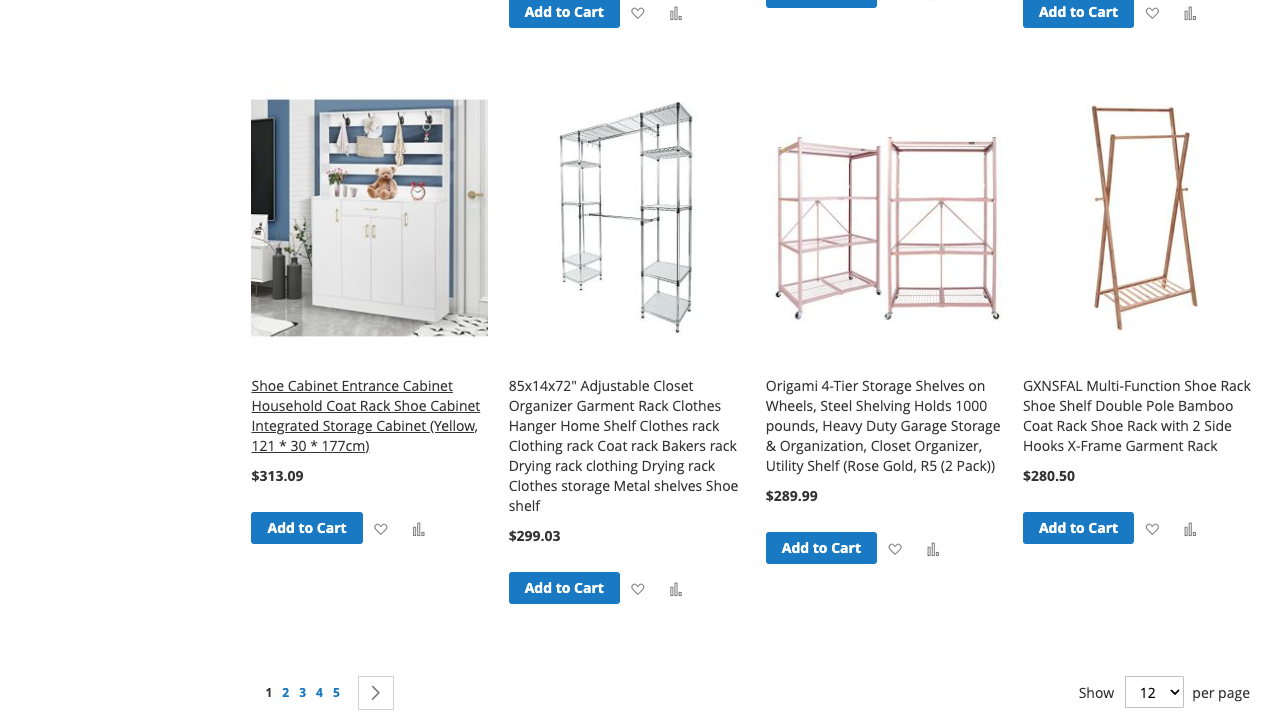 Add to Cart
Add to Cart
Shoe Cabinet Entrance Cabinet
Household Coat Rack Shoe Cabinet
Integrated Storage Cabinet (Yellow,
121 * 30 * 177cm)
$313.09
Add to Cart
85x14x72" Adjustable Closet
Organizer Garment Rack Clothes
Hanger Home Shelf Clothes rack
Clothing rack Coat rack Bakers rack
Drying rack clothing Drying rack
Clothes storage Metal shelves Shoe
shelf
$299.03
Add to Cart
Origami 4-Tier Storage Shelves on
Wheels, Steel Shelving Holds 1000
pounds, Heavy Duty Garage Storage
& Organization, Closet Organizer,
Utility Shelf (Rose Gold, R5 (2 Pack))
$289.99
Add to Cart
GXNSFAL Multi-Function Shoe Rack
Shoe Shelf Double Pole Bamboo
Coat Rack Shoe Rack with 2 Side
Hooks X-Frame Garment Rack
$280.50
Add to Cart
1 2 3 4 5
Show 12 per page